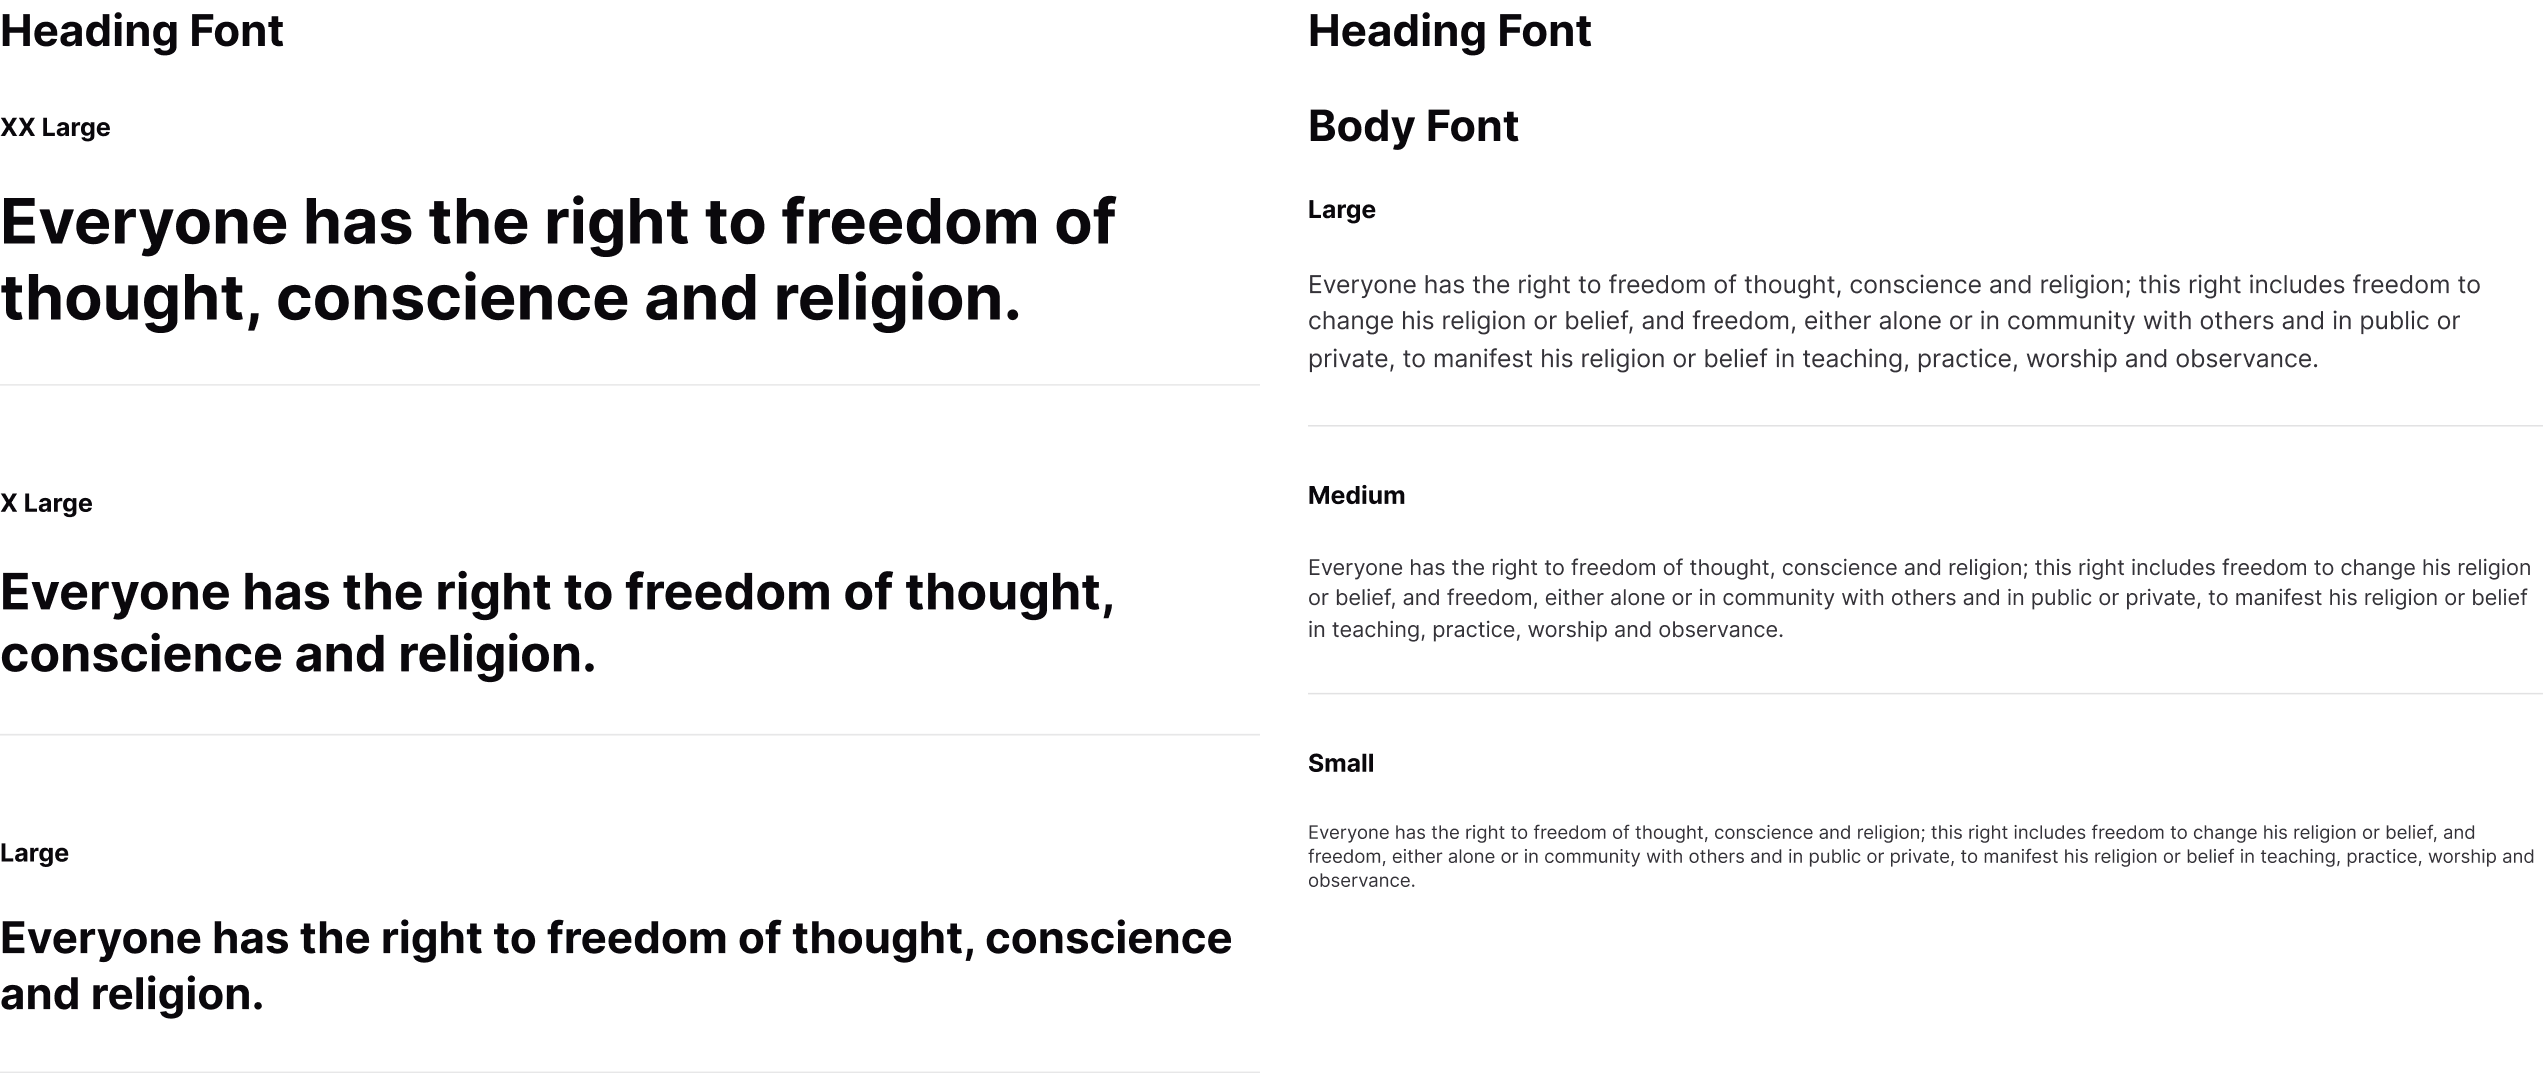 Heading Font
XX Large
Everyone has the right to freedom of
thought, conscience and religion.
X Large
Everyone has the right to freedom of thought,
conscience and religion.
Large
Everyone has the right to freedom of thought, conscience
and religion.
Heading Font
Body Font
Large
Everyone has the right to freedom of thought, conscience and religion; this right includes freedom to
change his religion or belief, and freedom, either alone or in community with others and in public or
private, to manifest his religion or belief in teaching, practice, worship and observance.
Medium
Everyone has the right to freedom of thought, conscience and religion; this right includes freedom to change his religion
or belief, and freedom, either alone or in community with others and in public or private, to manifest his religion or belief
in teaching, practice, worship and observance.
Small
Everyone has the right to freedom of thought, conscience and religion; this right includes freedom to change his religion or belief, and
freedom, either alone or in community with others and in public or private, to manifest his religion or belief in teaching, practice, worship and
observance.